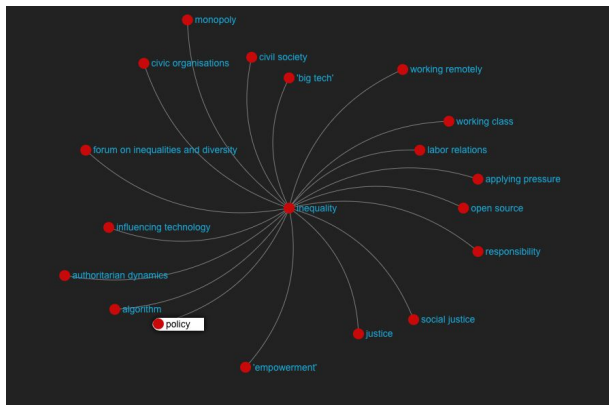 monopoly
civil society
civic organisations
working remotely
'big tech'
working class
forum on inequalities and diversity
labor relations
applying pressure
inequality
open source
influencing technology
responsibility
authoritarian dynamics
algorithm
social justice
policy
justice
'empowerment'